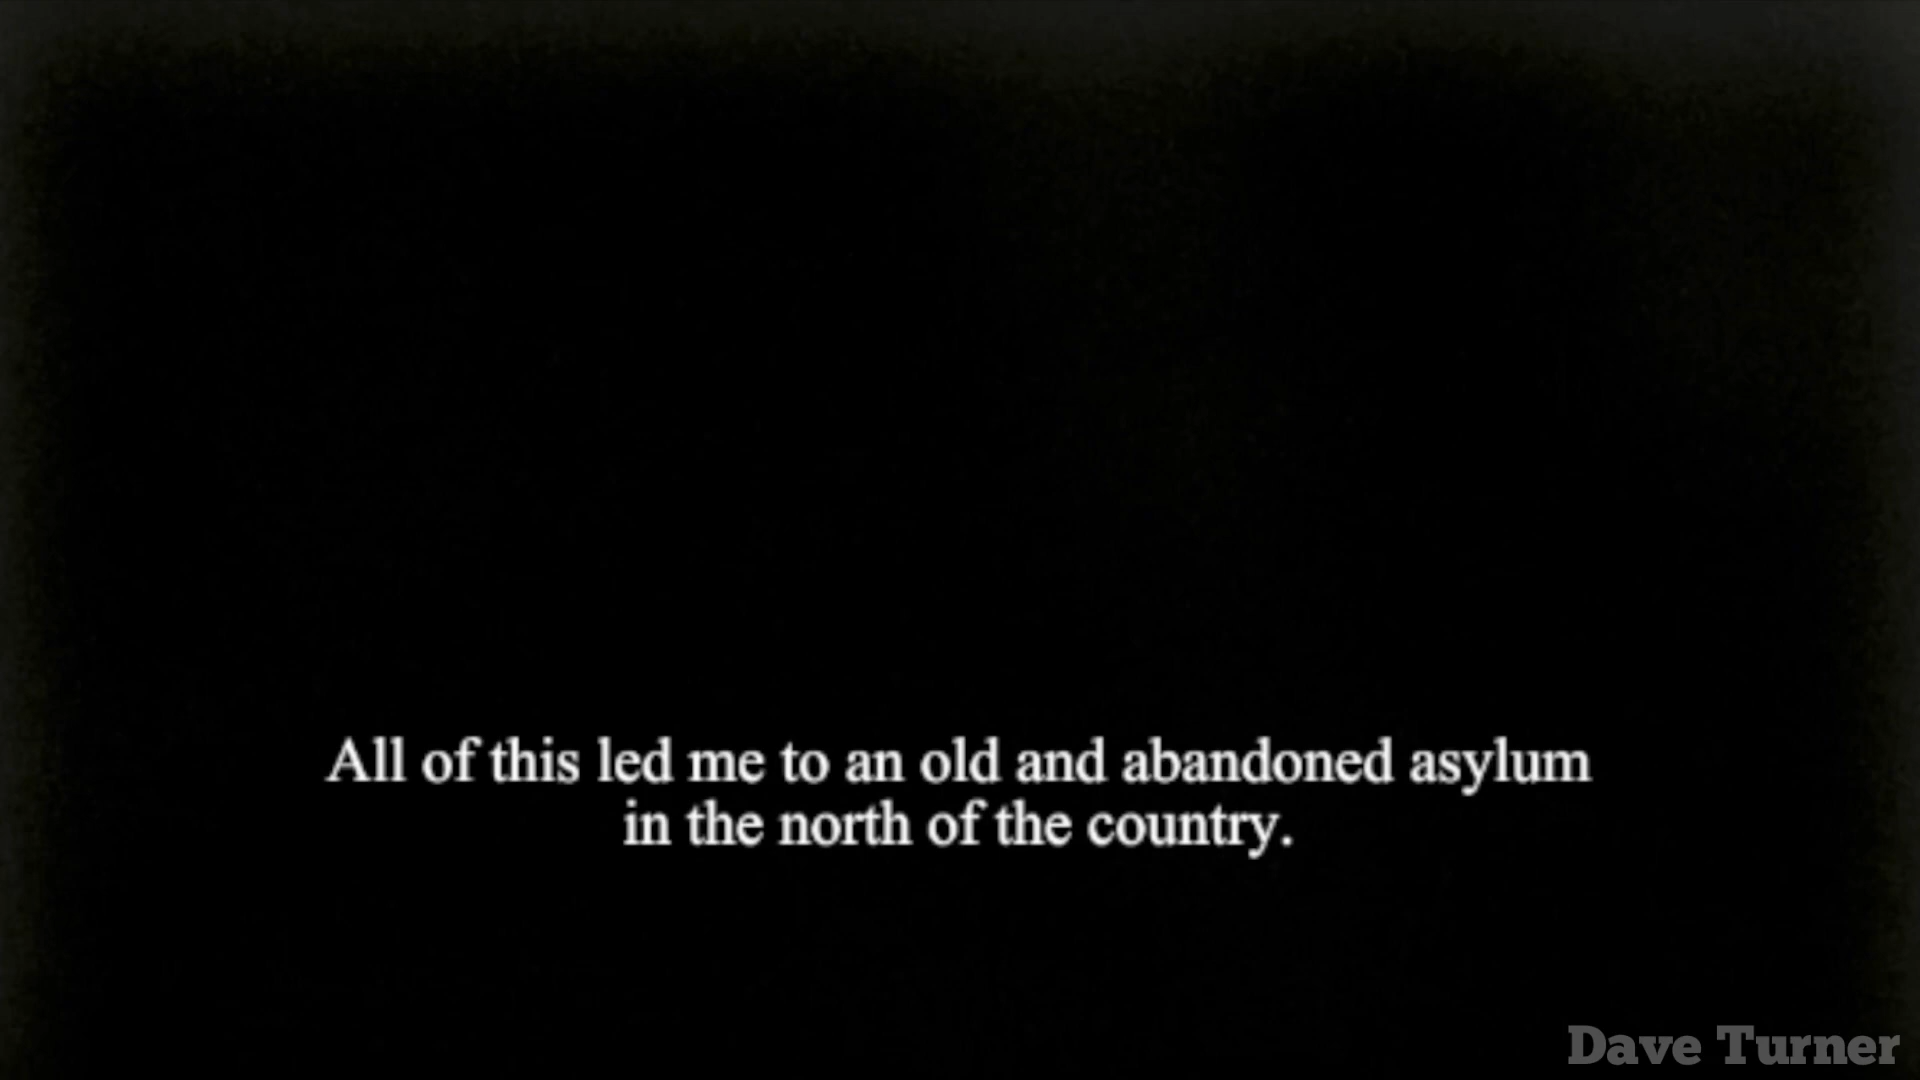 All of this led me to an old and abandoned asylum
in the north of the country.
Dave Turner